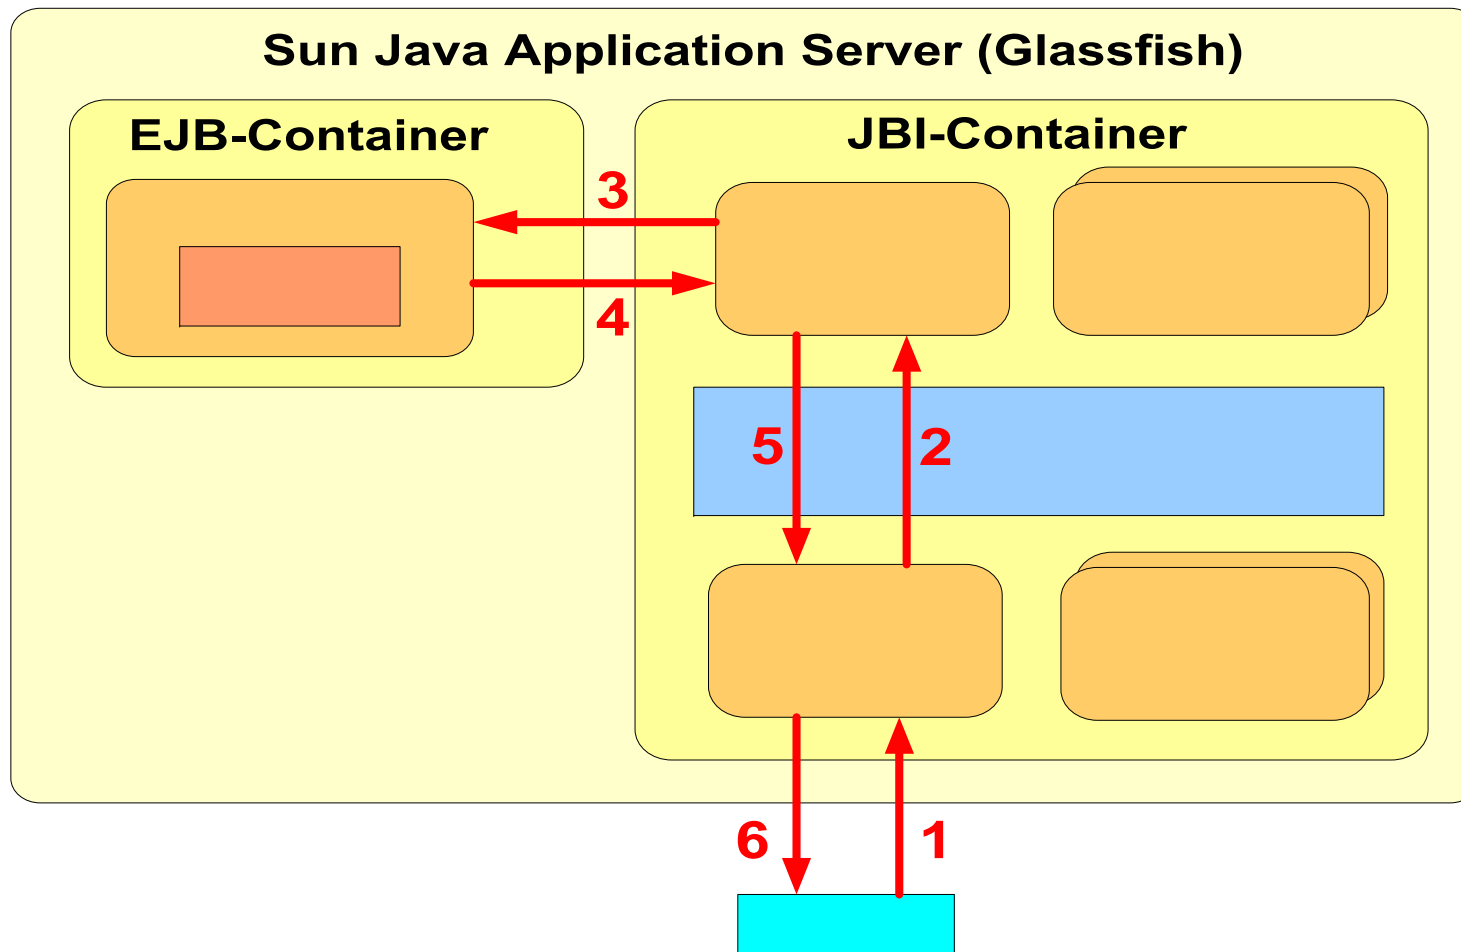 Sun Java Application Server (Glassfish)
EJB-Container
JBI-Container
3
4
5
2
6
1